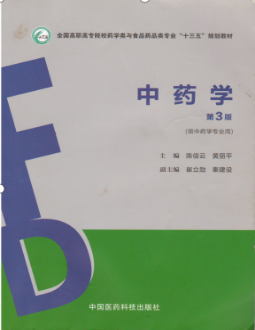 全国高职高专院校药学类与食品药品类专业“十三五”规划教材
中药学
第3版
(供中药学专业用)
主编 陈信云 黄丽平
副主编 崔立勋 秦建设
中国医药科技出版社